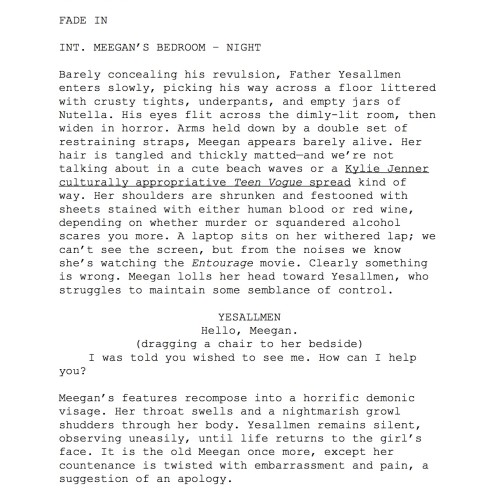 FADE IN
INT. MEEGAN'S BEDROOM – NIGHT
Barely concealing his revulsion, Father Yesallmen
enters slowly, picking his way across a floor littered
with crusty tights, underpants, and empty jars of
Nutella. His eyes flit across the dimly-lit room, then
widen in horror. Arms held down by a double set of
restraining straps, Meegan appears barely alive. Her
hair is tangled and thickly matted—and we're not
talking about in a cute beach waves or a Kylie Jenner
culturally appropriative Teen Vogue spread kind of
way. Her shoulders are shrunken and festooned with
sheets stained with either human blood or red wine,
depending on whether murder or squandered alcohol
scares you more. A laptop sits on her withered lap; we
can't see the screen, but from the noises we know
she's watching the Entourage movie. Clearly something
is wrong. Meegan lolls her head toward Yesallmen, who
struggles to maintain some semblance of control.
YESALLMEN
Hello, Meegan.
(dragging a chair to her bedside)
I was told you wished to see me. How can I help
you?
Meegan's features recompose into a horrific demonic
visage. Her throat swells and a nightmarish growl
shudders through her body. Yesallmen remains silent,
observing uneasily, until life returns to the girl's
face. It is the old Meegan once more, except her
countenance is twisted with embarrassment and pain, a
suggestion of an apology.